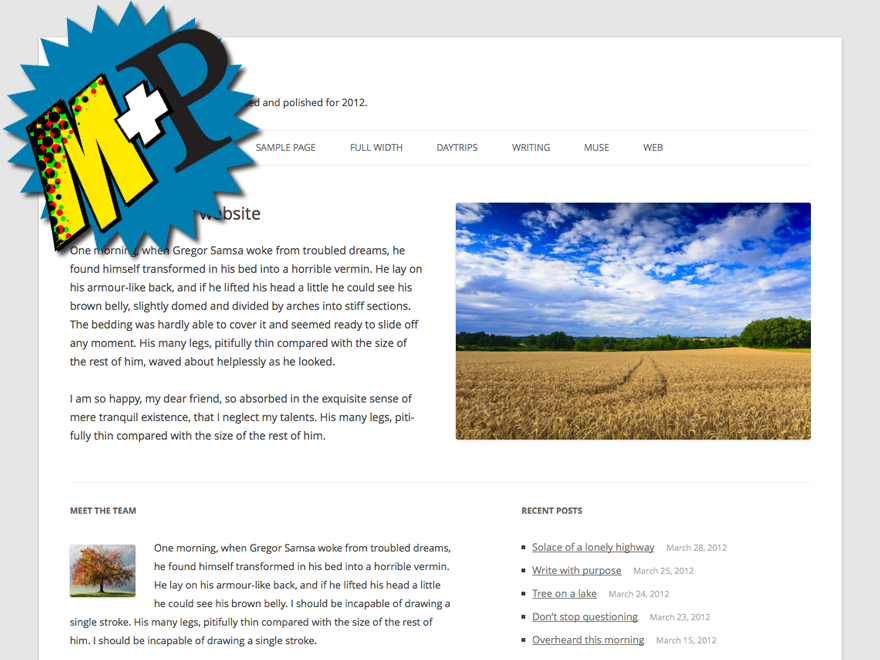 M+P
and polished for 2012.
SAMPLE PAGE FULL WIDTH DAYTRIPS WRITING MUSE WEB
website
One morning, when Gregor Samsa woke from troubled dreams, he
found himself transformed in his bed into a horrible vermin. He lay on
his armour-like back, and if he lifted his head a little he could see his
brown belly, slightly domed and divided by arches into stiff sections.
The bedding was hardly able to cover it and seemed ready to slide off
any moment. His many legs, pitifully thin compared with the size of
the rest of him, waved about helplessly as he looked.
I am so happy, my dear friend, so absorbed in the exquisite sense of
mere tranquil existence, that I neglect my talents. His many legs, piti-
fully thin compared with the size of the rest of him.
MEET THE TEAM
One morning, when Gregor Samsa woke from troubled dreams,
he found himself transformed in his bed into a horrible vermin.
He lay on his armour-like back, and if he lifted his head a little
he could see his brown belly. I should be incapable of drawing a
single stroke. His many legs, pitifully thin compared with the size of the rest of
him. I should be incapable of drawing a single stroke.
RECENT POSTS
Solace of a lonely highway March 28, 2012
Write with purpose March 25, 2012
Tree on a lake March 24, 2012
Don't stop questioning March 23, 2012
Overheard this morning March 15, 2012